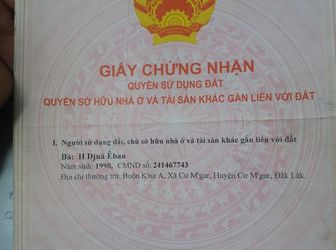 GIẤY CHỨNG NHẬN
QUYỀN SỬ DỤNG ĐẤT
QUYỀN SỞ HỮU NHÀ Ở VÀ TÀI SẢN KHÁC GẮN LIỀN VỚI ĐẤT
I. Người sử dụng đất, chủ sở hữu nhà ở và tài sản khác gắn liền với đất
Bà: H Djuă Êban
Năm sinh: 1990, CMND số: 241467743
Địa chỉ thường trú: Buôn K'na A, Xã Cư M'gar, Huyện Cư M'gar, Đắk Lắk.